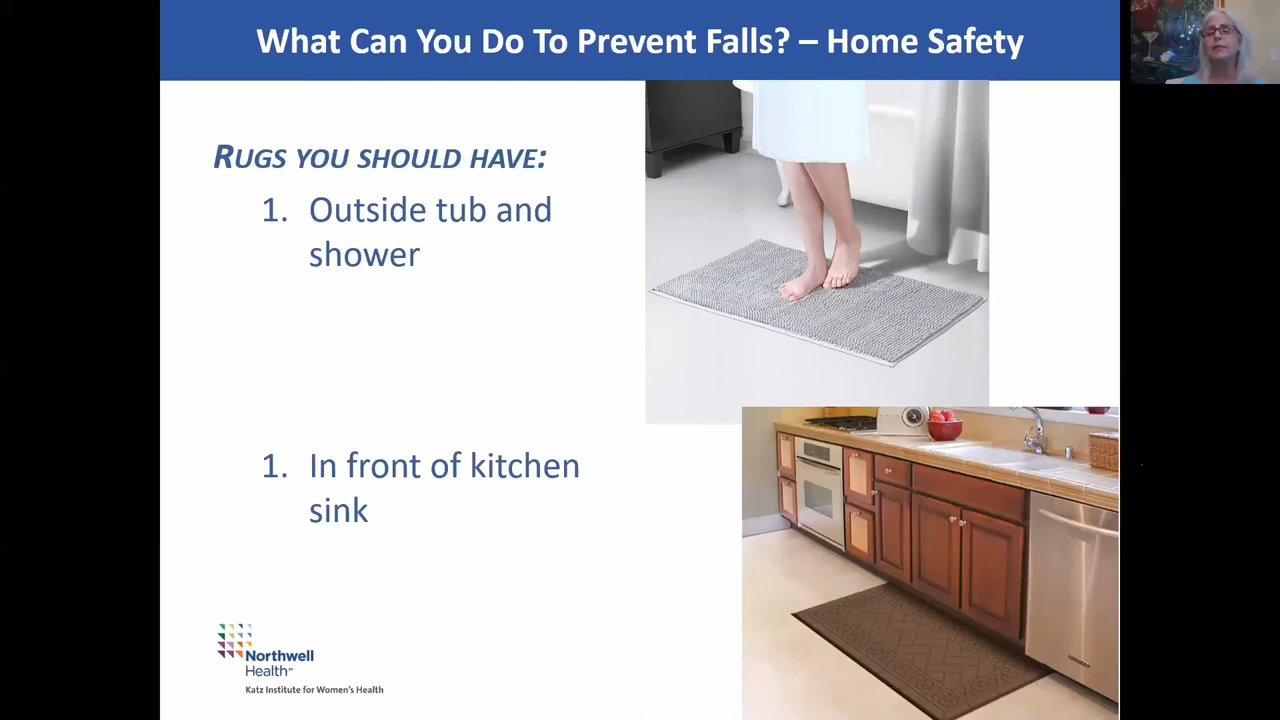 What Can You Do To Prevent Falls? – Home Safety
RUGS YOU SHOULD HAVE:
1. Outside tub and
shower
1. In front of kitchen
sink
Northwell
Health℠
Katz Institute for Women's Health